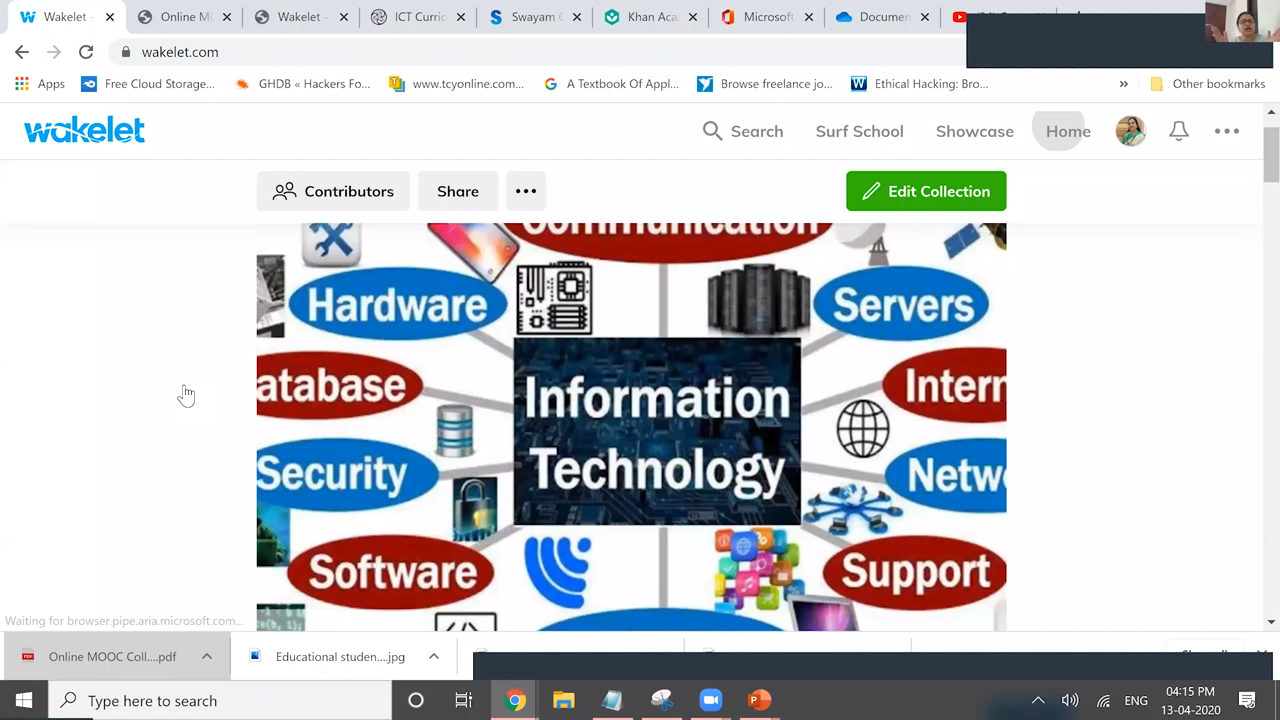 Wakelet -
Online MO
Wakelet -
ICT Curric
Swayam C
Khan Aca
Microsoft
Documen
wakelet.com
Apps
Free Cloud Storage...
GHDB « Hackers Fo...
www.tcyonline.com...
A Textbook Of Appl...
Browse freelance jo...
Ethical Hacking: Bro...
»
Other bookmarks
wakelet
Search
Surf School
Showcase
Home
Contributors
Share
Edit Collection
Communication
Hardware
Servers
atabase
Information
Technology
Intern
Security
Netwo
Software
Support
Waiting for browser.pipe.aria.microsoft.com...
Online MOOC Coll....pdf
Educational studen....jpg
Type here to search
ENG
04:15 PM
13-04-2020